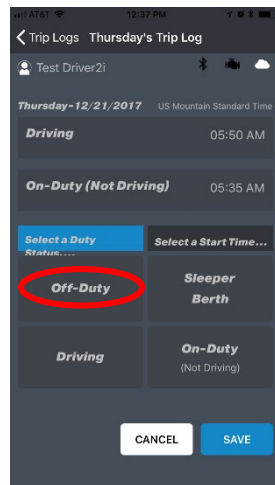 AT&T 12:37 PM
Trip Logs Thursday's Trip Log
Test Driver2i
Thursday-12/21/2017 US Mountain Standard Time
Driving 05:50 AM
On-Duty (Not Driving) 05:35 AM
Select a Duty Select a Start Time...
Status....
Off-Duty Sleeper
Berth
Driving On-Duty
(Not Driving)
CANCEL SAVE